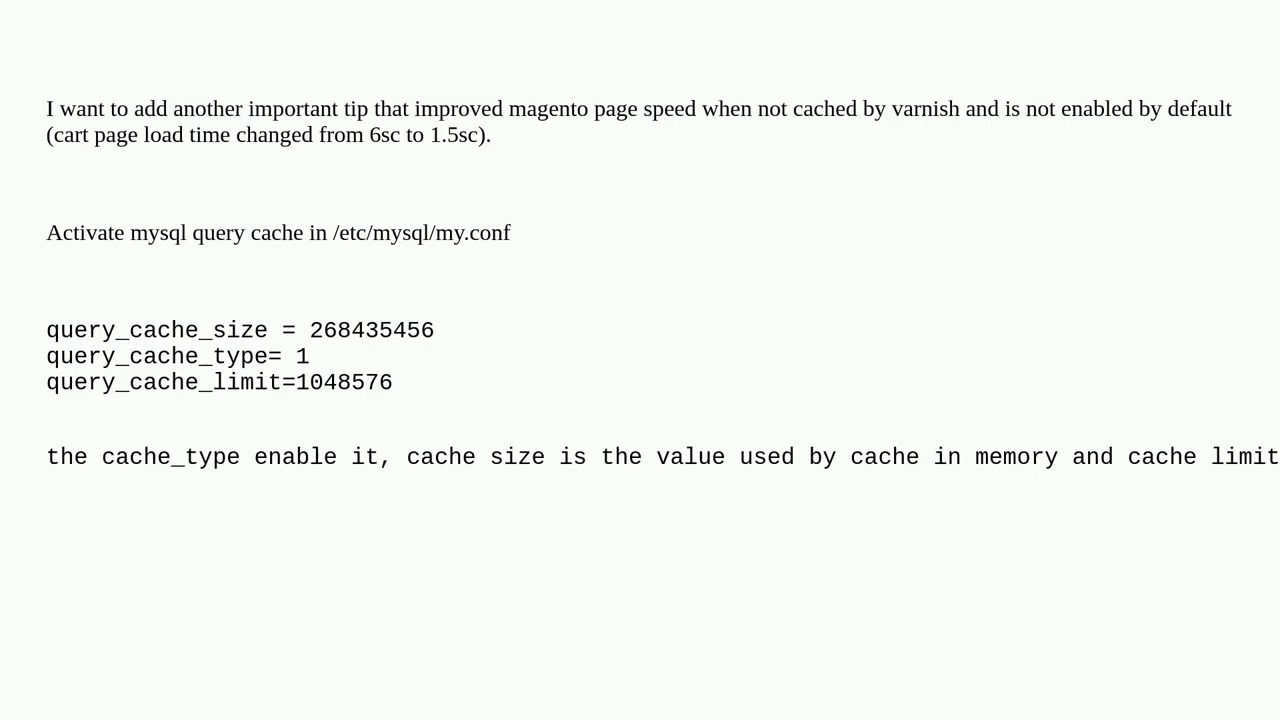 I want to add another important tip that improved magento page speed when not cached by varnish and is not enabled by default
(cart page load time changed from 6sc to 1.5sc).
Activate mysql query cache in /etc/mysql/my.conf
query_cache_size = 268435456
query_cache_type= 1
query_cache_limit=1048576
the cache_type enable it, cache size is the value used by cache in memory and cache limit